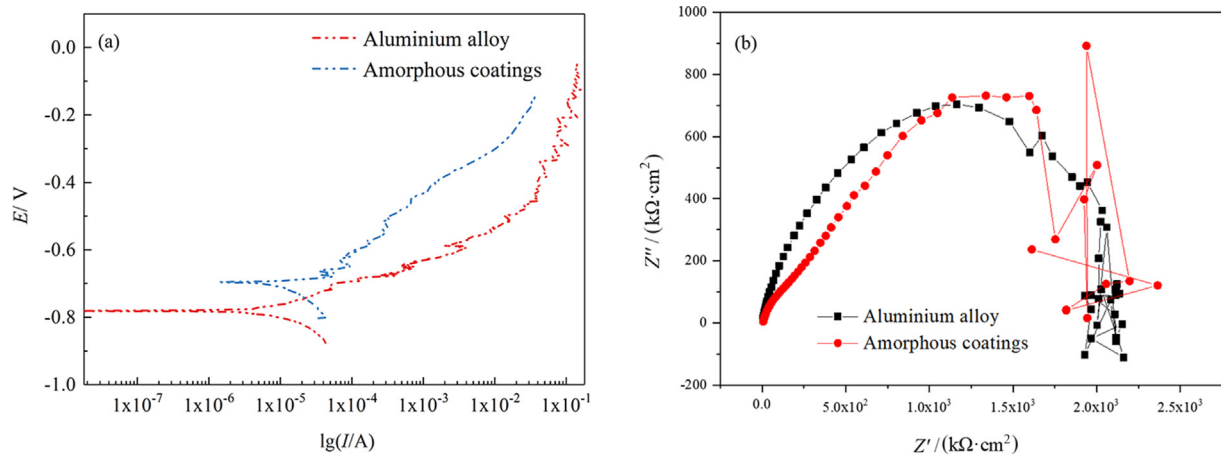 (a)
Aluminium alloy
Amorphous coatings
0.0
-0.2
-0.4
-0.6
-0.8
-1.0
E/ V
1x10⁻⁷ 1x10⁻⁶ 1x10⁻⁵ 1x10⁻⁴ 1x10⁻³ 1x10⁻² 1x10⁻¹
lg(I/A)
(b)
1000
800
600
400
200
0
-200
Z″ / (kΩ·cm²)
Aluminium alloy
Amorphous coatings
0.0 5.0x10² 1.0x10³ 1.5x10³ 2.0x10³ 2.5x10³
Z′ / (kΩ·cm²)